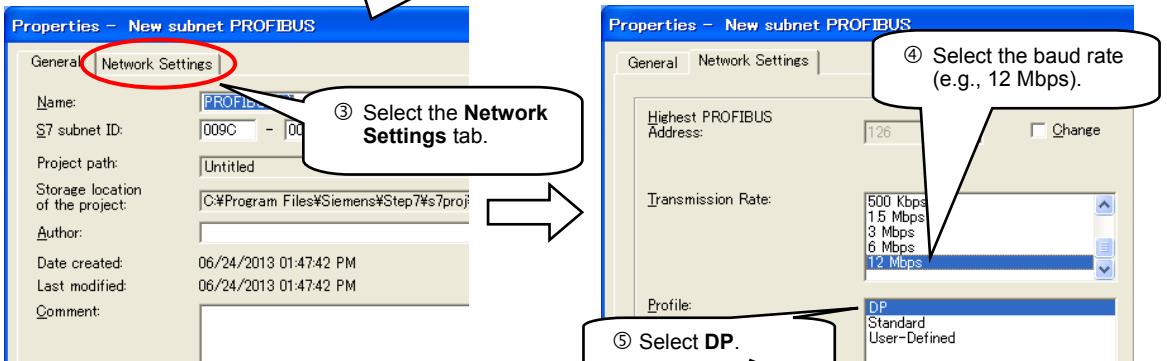 Properties - New subnet PROFIBUS
General
Network Settings
③ Select the Network
Settings tab.
Name:
S7 subnet ID:
009C -
Project path:
Untitled
Storage location
of the project:
C:¥Program Files¥Siemens¥Step7¥s7proj
Author:
Date created:
06/24/2013 01:47:42 PM
Last modified:
06/24/2013 01:47:42 PM
Comment:
Properties - New subnet PROFIBUS
General
Network Settings
④ Select the baud rate
(e.g., 12 Mbps).
Highest PROFIBUS
Address:
126
Change
Transmission Rate:
500 Kbps
1.5 Mbps
3 Mbps
6 Mbps
12 Mbps
Profile:
DP
Standard
User-Defined
⑤ Select DP.